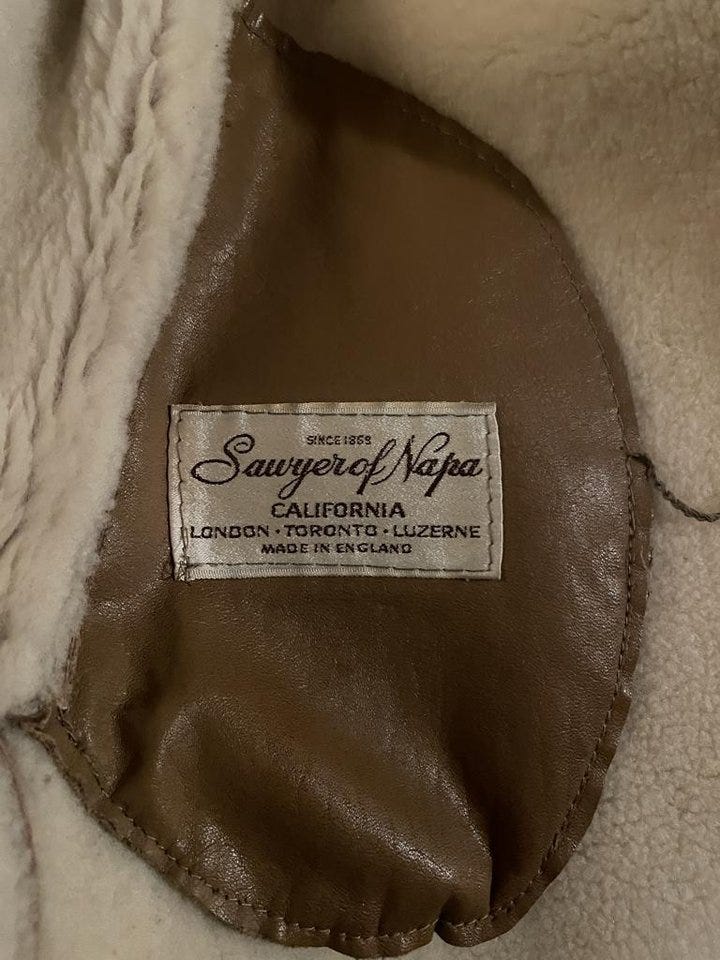 SINCE 1869
Sawyer of Napa
CALIFORNIA
LONDON · TORONTO · LUZERNE
MADE IN ENGLAND